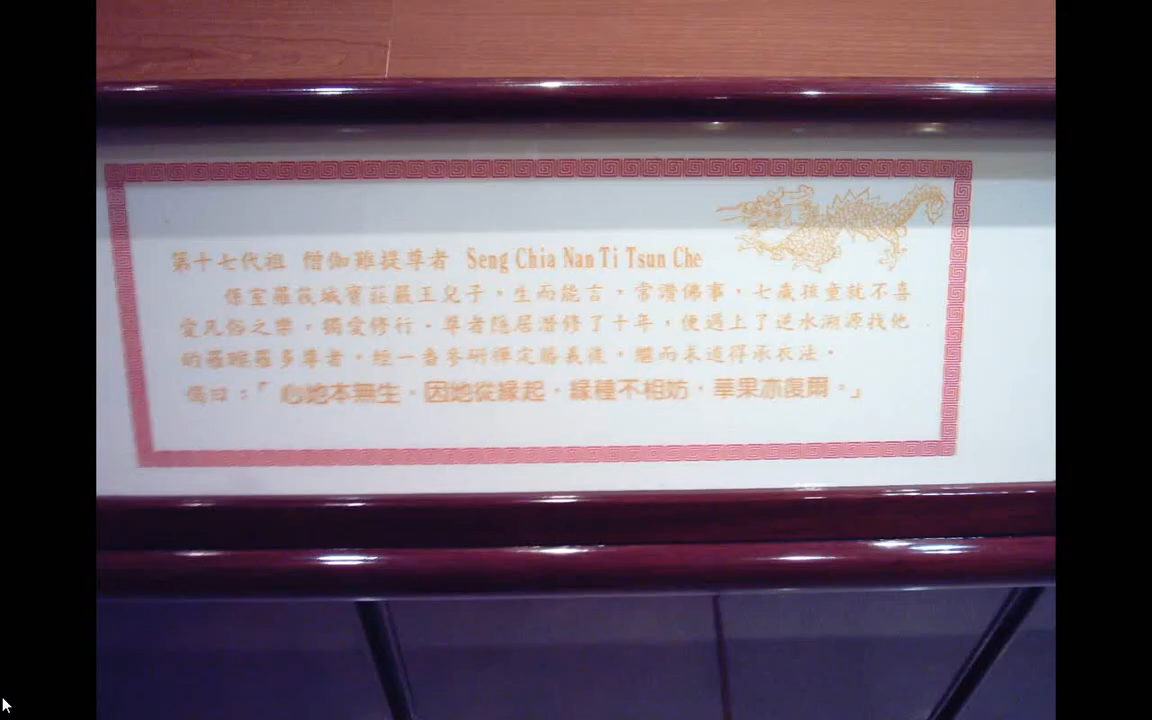 第十七代祖 僧伽難提尊者 Seng Chia Nan Ti Tsun Che
係室羅筏城寶莊嚴王兒子，生而能言，常讚佛事，七歲孩童就不喜
愛凡俗之樂，獨愛修行。尊者隱居潛修了十年，便遇上了逆水溯源找他
的羅睺羅多尊者，經一番參研禪定勝義後，繼而求道得承衣法。
偈曰：「心地本無生，因地從緣起，緣種不相妨，華果亦復爾。」